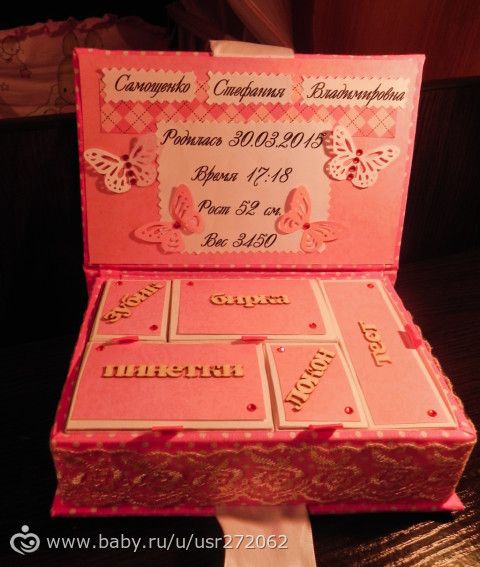 Самощенко Стефания Владимировна
Родилась 30.03.2015
Время 17:18
Рост 52 см.
Вес 3150
зубик
бирка
тест
пинетки
локон
www.baby.ru/u/usr272062